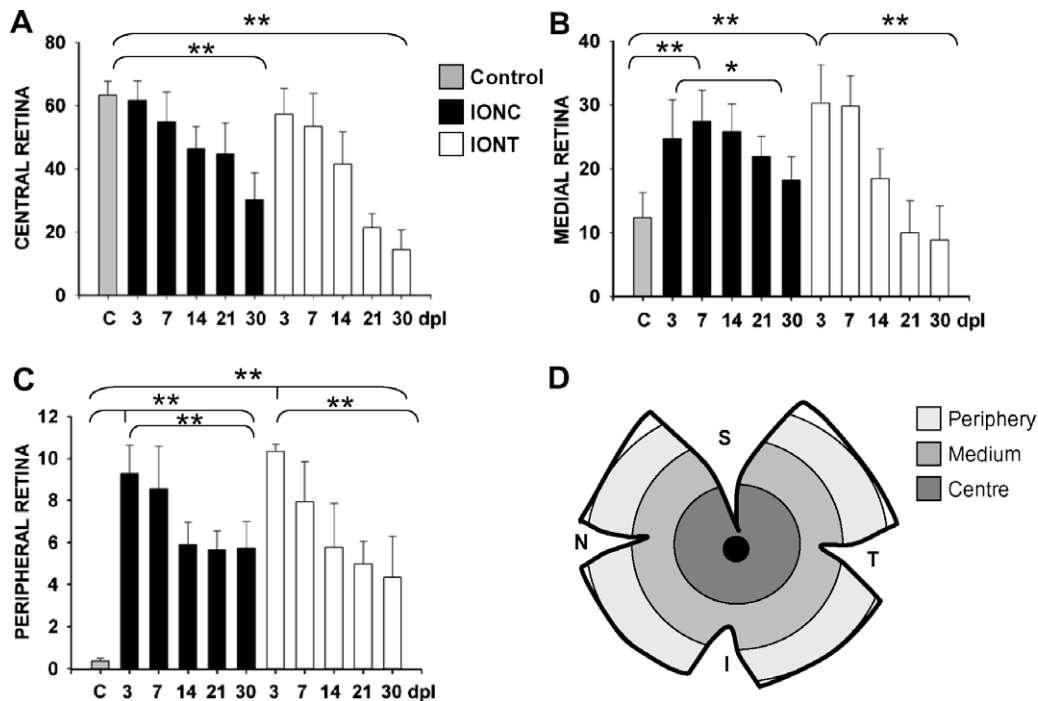 A
**
**
CENTRAL RETINA
80
60
40
20
0
C 3 7 14 21 30 3 7 14 21 30 dpl
Control
IONC
IONT
B
** **
**
*
MEDIAL RETINA
40
30
20
10
0
C 3 7 14 21 30 3 7 14 21 30 dpl
C
**
**
** **
PERIPHERAL RETINA
12
10
8
6
4
2
0
C 3 7 14 21 30 3 7 14 21 30 dpl
D
S
N
T
I
Periphery
Medium
Centre